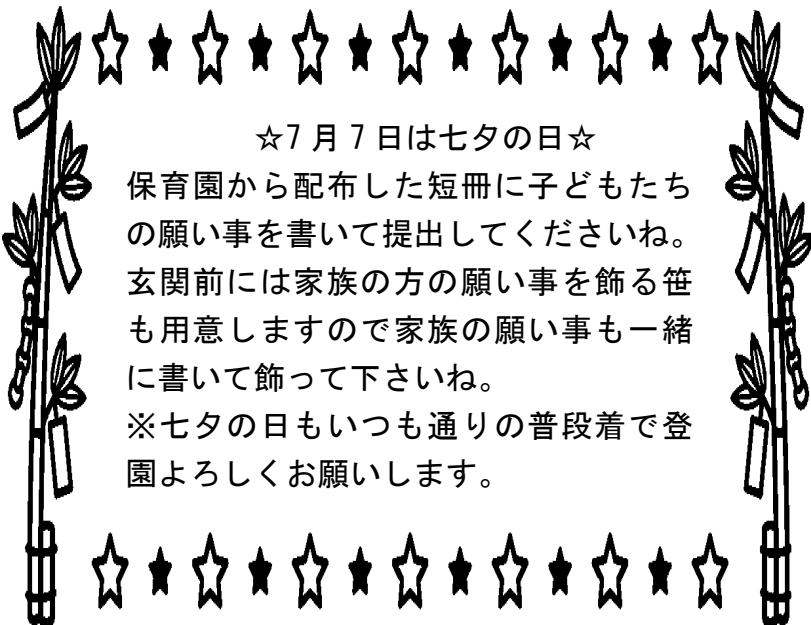 ☆7月7日は七夕の日☆
保育園から配布した短冊に子どもたち
の願い事を書いて提出してくださいね。
玄関前には家族の方の願い事を飾る笹
も用意しますので家族の願い事も一緒
に書いて飾って下さいね。
※七夕の日もいつも通りの普段着で登
園よろしくお願いします。